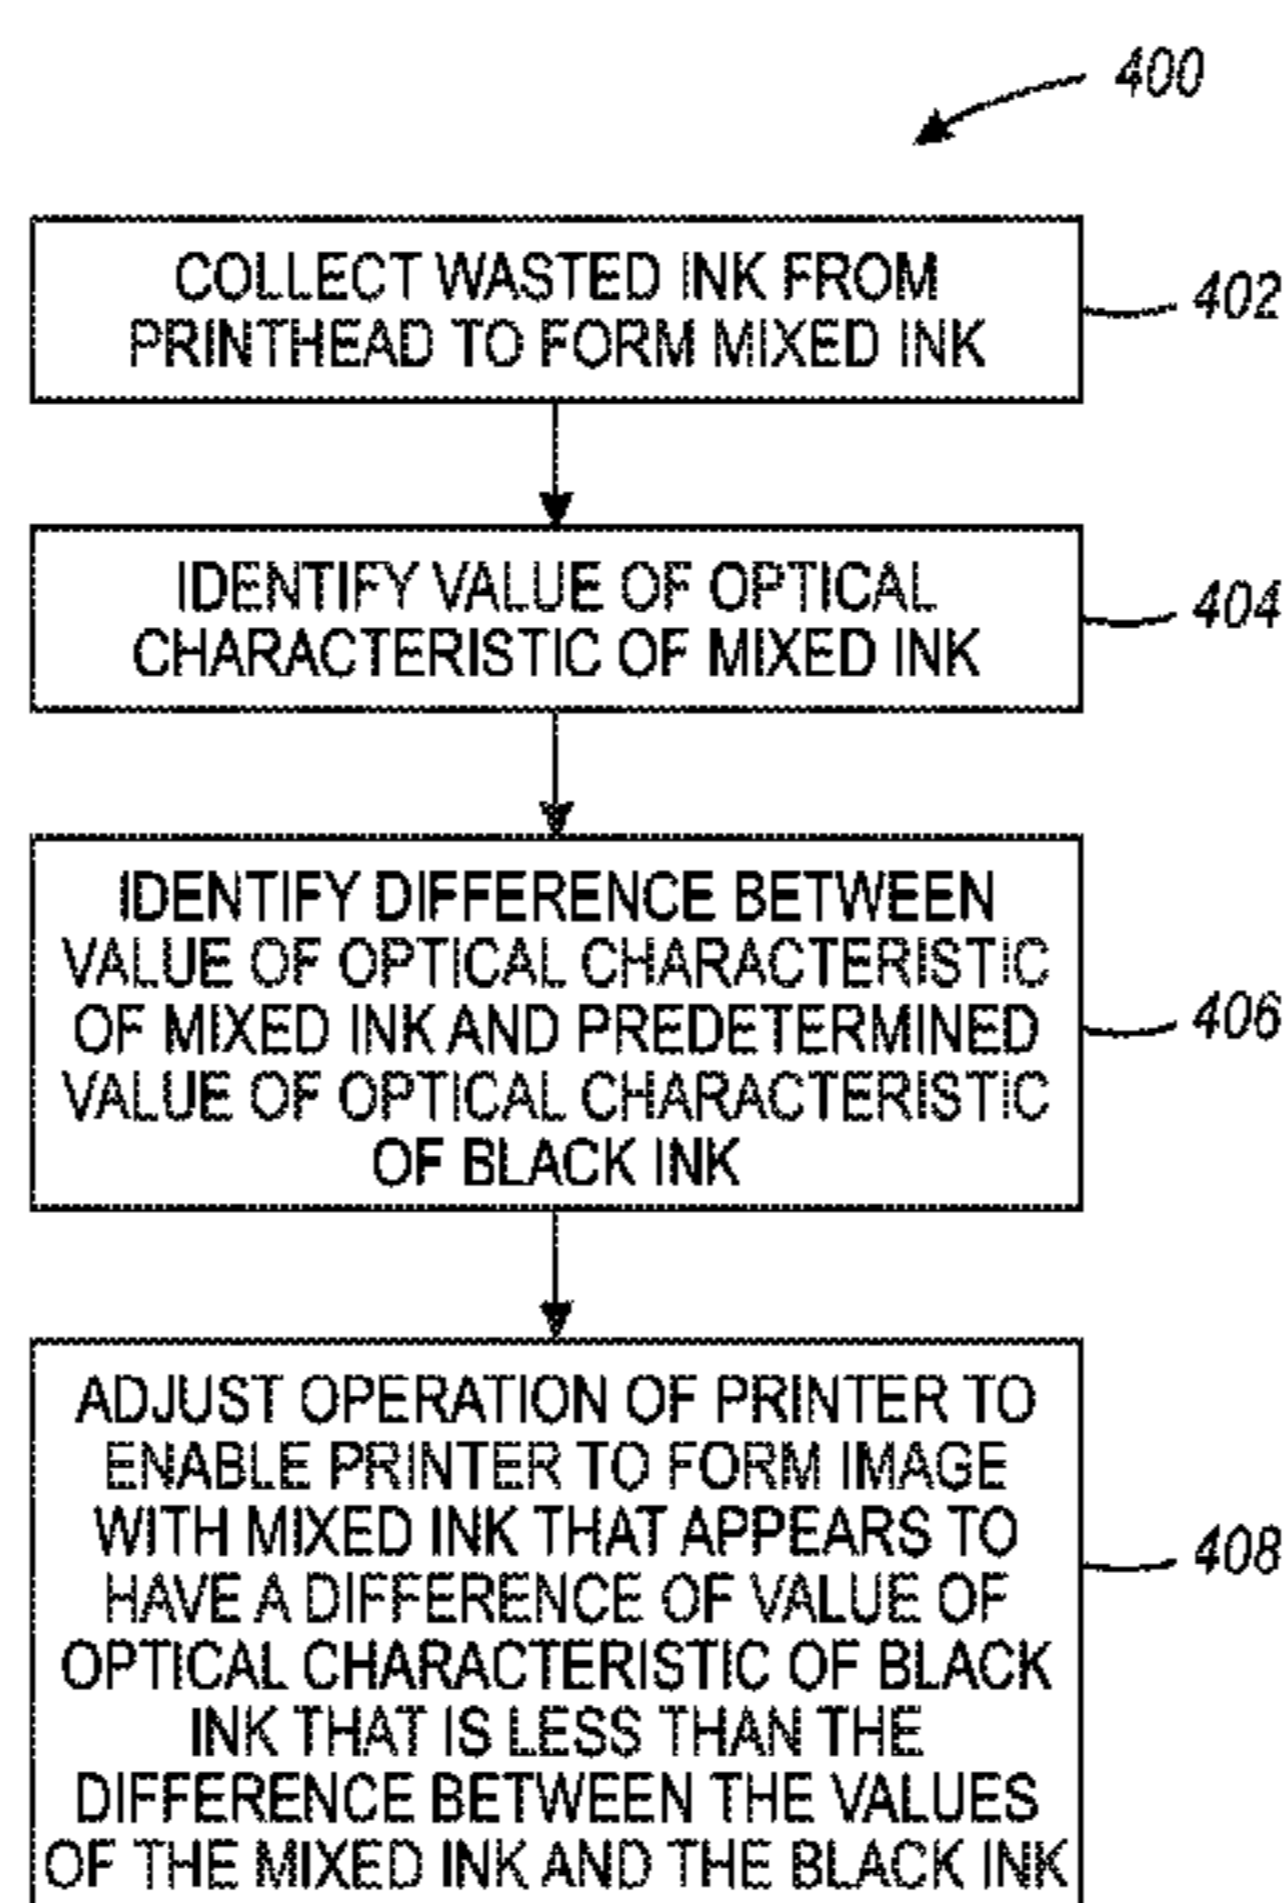 400
COLLECT WASTED INK FROM
PRINTHEAD TO FORM MIXED INK
402
IDENTIFY VALUE OF OPTICAL
CHARACTERISTIC OF MIXED INK
404
IDENTIFY DIFFERENCE BETWEEN
VALUE OF OPTICAL CHARACTERISTIC
OF MIXED INK AND PREDETERMINED
VALUE OF OPTICAL CHARACTERISTIC
OF BLACK INK
406
ADJUST OPERATION OF PRINTER TO
ENABLE PRINTER TO FORM IMAGE
WITH MIXED INK THAT APPEARS TO
HAVE A DIFFERENCE OF VALUE OF
OPTICAL CHARACTERISTIC OF BLACK
INK THAT IS LESS THAN THE
DIFFERENCE BETWEEN THE VALUES
OF THE MIXED INK AND THE BLACK INK
408